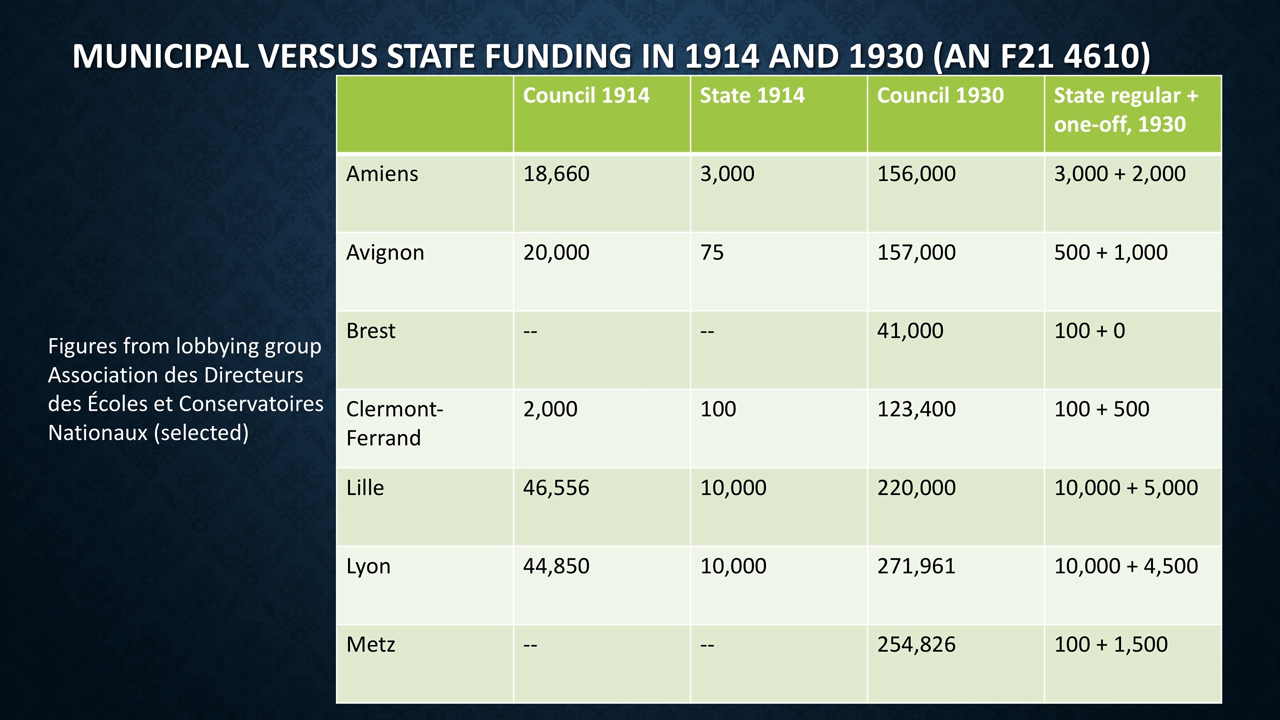 MUNICIPAL VERSUS STATE FUNDING IN 1914 AND 1930 (AN F21 4610)
Figures from lobbying group
Association des Directeurs
des Écoles et Conservatoires
Nationaux (selected)
Council 1914 State 1914 Council 1930 State regular +
one-off, 1930
Amiens 18,660 3,000 156,000 3,000 + 2,000
Avignon 20,000 75 157,000 500 + 1,000
Brest -- -- 41,000 100 + 0
Clermont- 2,000 100 123,400 100 + 500
Ferrand
Lille 46,556 10,000 220,000 10,000 + 5,000
Lyon 44,850 10,000 271,961 10,000 + 4,500
Metz -- -- 254,826 100 + 1,500